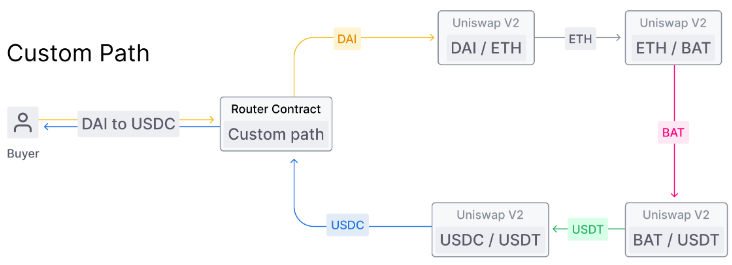 Custom Path
Buyer
DAI to USDC
Router Contract
Custom path
DAI
Uniswap V2
DAI / ETH
ETH
Uniswap V2
ETH / BAT
BAT
Uniswap V2
BAT / USDT
USDT
Uniswap V2
USDC / USDT
USDC